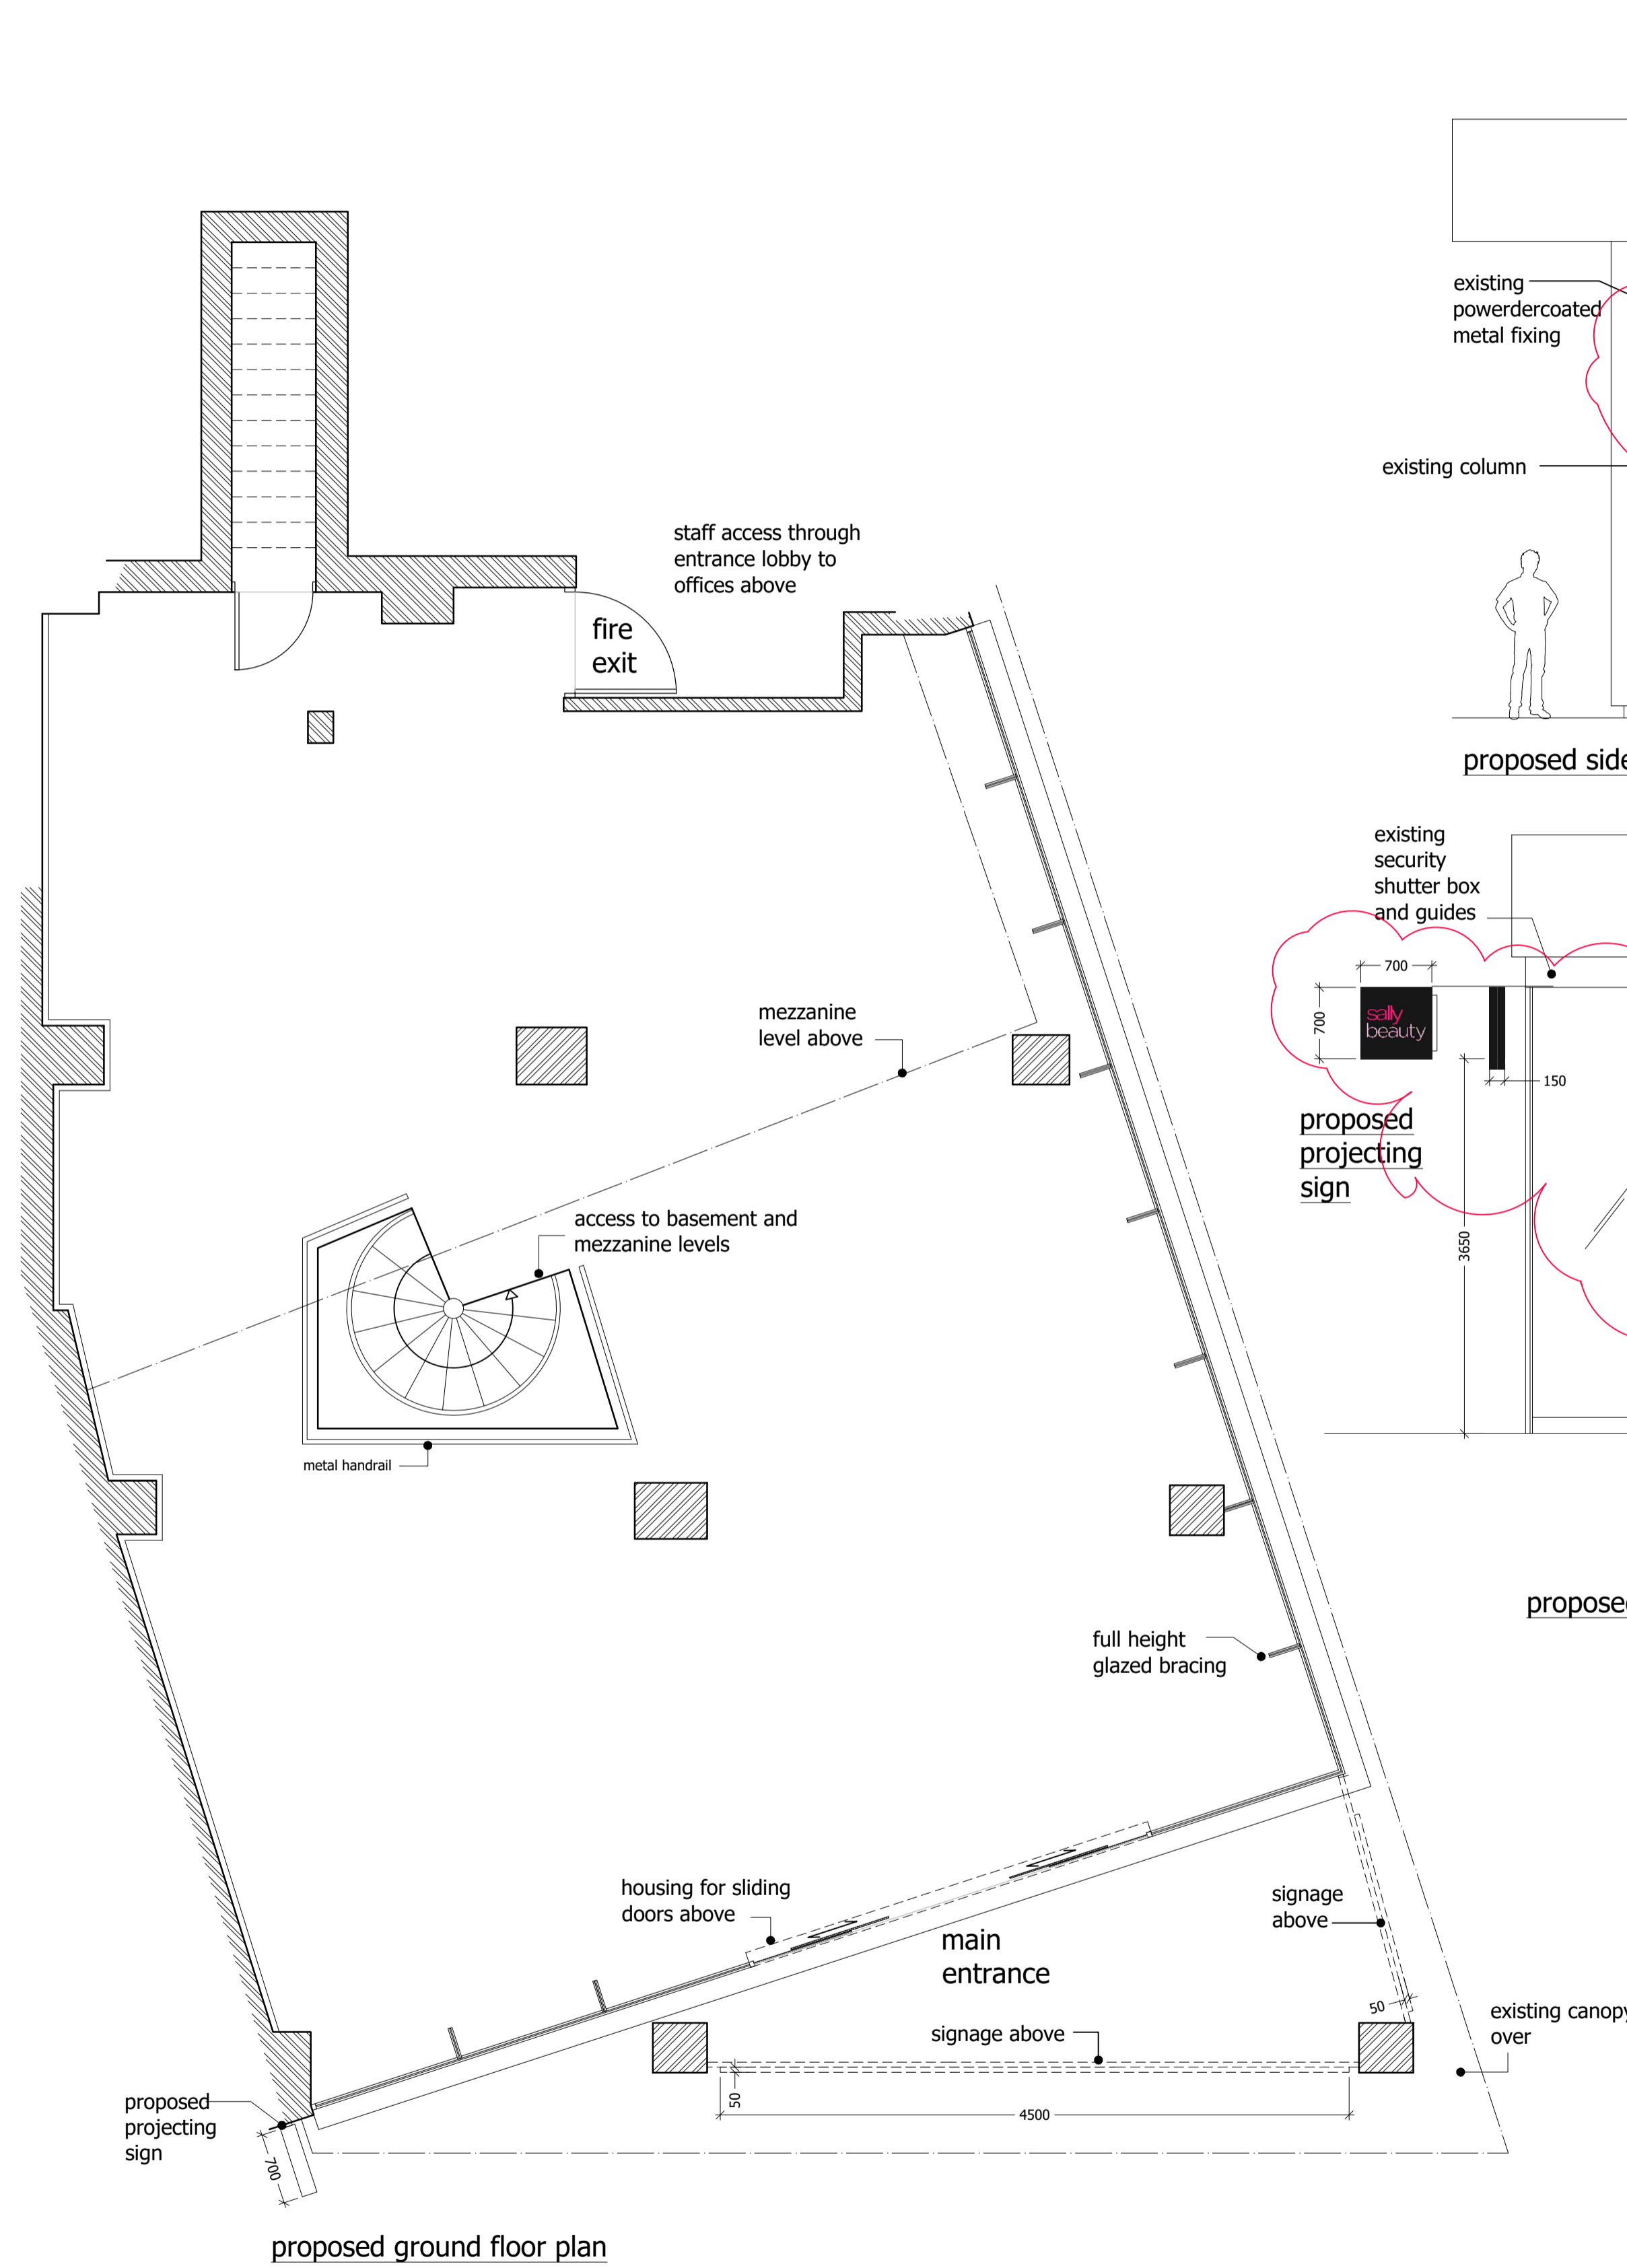 existing
powerdercoated
metal fixing
existing column
staff access through
entrance lobby to
offices above
fire
exit
proposed side
existing
security
shutter box
and guides
700
700
sally
beauty
150
proposed
projecting
sign
3650
mezzanine
level above
access to basement and
mezzanine levels
metal handrail
full height
glazed bracing
proposed
housing for sliding
doors above
main
entrance
signage
above
50
signage above
existing canopy
over
50
4500
proposed
projecting
sign
700
proposed ground floor plan